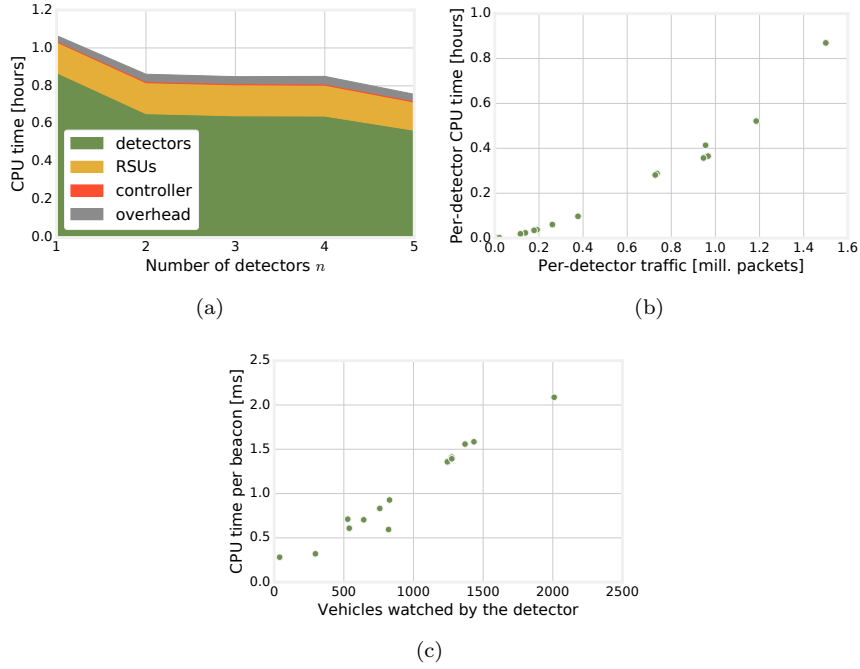 1.2
1.0
0.8
0.6
0.4
0.2
0.0
CPU time [hours]
detectors
RSUs
controller
overhead
1 2 3 4 5
Number of detectors n
(a)
1.0
0.8
0.6
0.4
0.2
0.0
Per-detector CPU time [hours]
0.0 0.2 0.4 0.6 0.8 1.0 1.2 1.4 1.6
Per-detector traffic [mill. packets]
(b)
2.5
2.0
1.5
1.0
0.5
0.0
CPU time per beacon [ms]
0 500 1000 1500 2000 2500
Vehicles watched by the detector
(c)